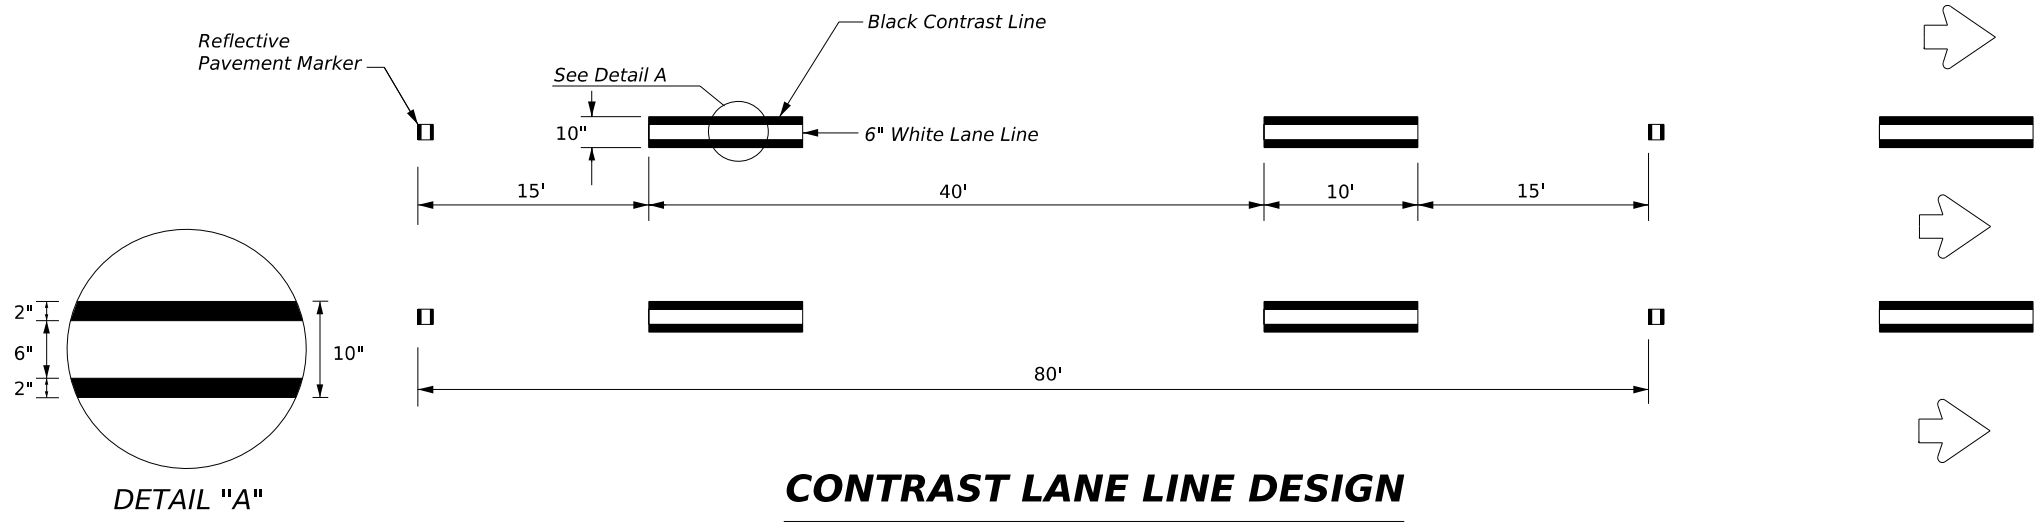 Black Contrast Line
Reflective
Pavement Marker
See Detail A
10"
6" White Lane Line
15'
40'
10'
15'
2"
6"
2"
10"
80'
DETAIL "A"
CONTRAST LANE LINE DESIGN